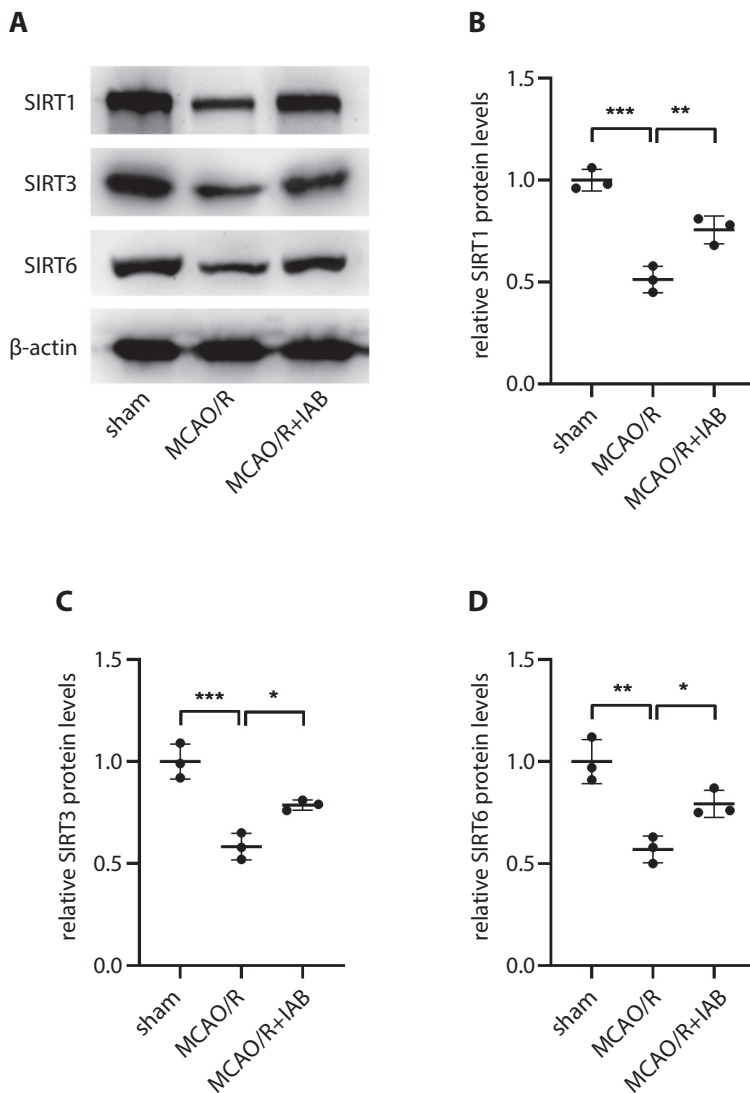 A
SIRT1
SIRT3
SIRT6
β-actin
sham
MCAO/R
MCAO/R+IAB
B
relative SIRT1 protein levels
1.5
1.0
0.5
0.0
***
**
sham
MCAO/R
MCAO/R+IAB
C
relative SIRT3 protein levels
1.5
1.0
0.5
0.0
***
*
sham
MCAO/R
MCAO/R+IAB
D
relative SIRT6 protein levels
1.5
1.0
0.5
0.0
**
*
sham
MCAO/R
MCAO/R+IAB